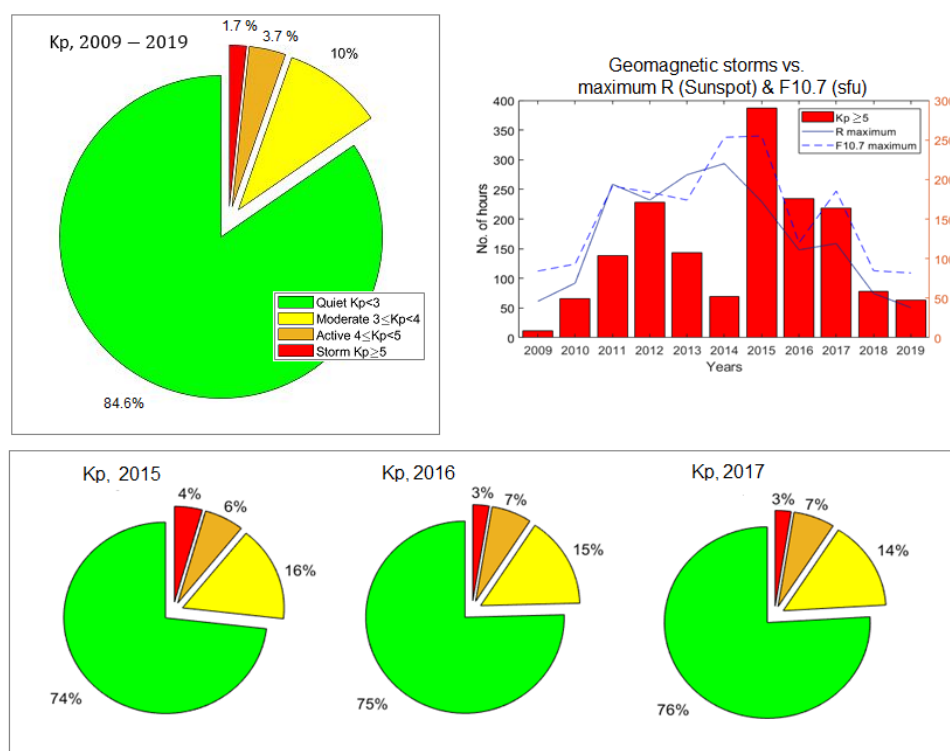 Kp, 2009 – 2019
1.7 %
3.7 %
10%
84.6%
Quiet Kp<3
Moderate 3≤Kp<4
Active 4≤Kp<5
Storm Kp≥5
Geomagnetic storms vs.
maximum R (Sunspot) & F10.7 (sfu)
No. of hours
400
350
300
250
200
150
100
50
0
Kp ≥5
R maximum
F10.7 maximum
300
250
200
150
100
50
0
2009 2010 2011 2012 2013 2014 2015 2016 2017 2018 2019
Years
Kp, 2015
4%
6%
16%
74%
Kp, 2016
3%
7%
15%
75%
Kp, 2017
3%
7%
14%
76%